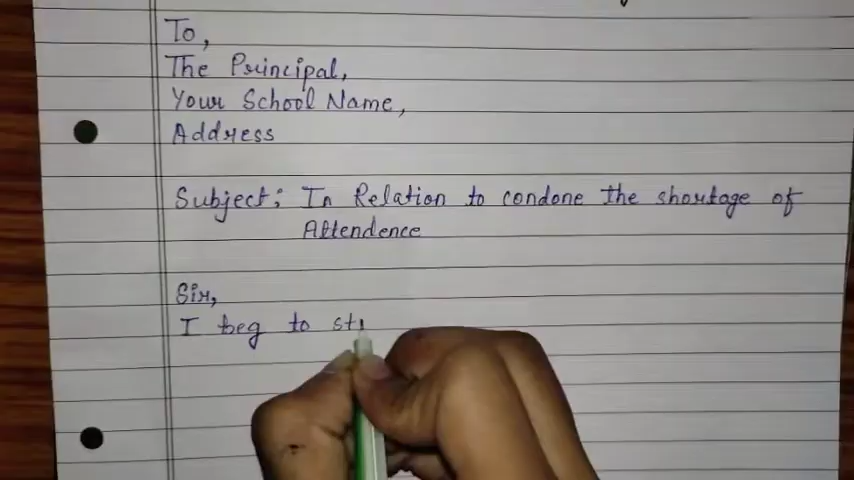 To,
The Principal,
Your School Name,
Address
Subject: In Relation to condone the shortage of
Attendence
Sir,
I beg to st